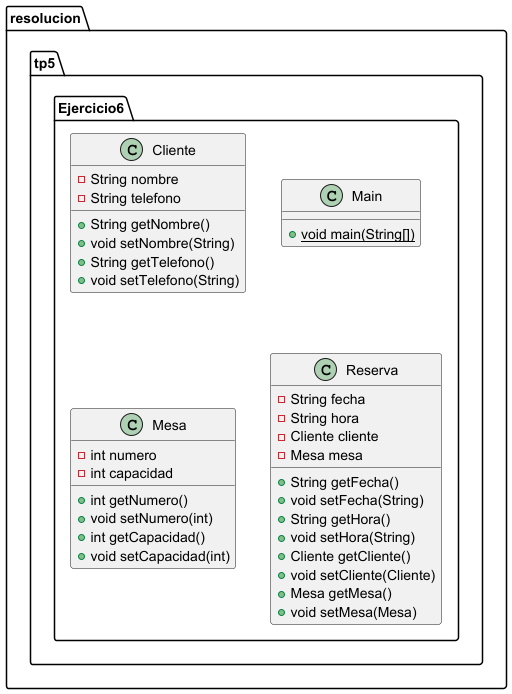 resolucion
tp5
Ejercicio6
C Cliente
String nombre
String telefono
String getNombre()
void setNombre(String)
String getTelefono()
void setTelefono(String)
C Main
void main(String[])
C Mesa
int numero
int capacidad
int getNumero()
void setNumero(int)
int getCapacidad()
void setCapacidad(int)
C Reserva
String fecha
String hora
Cliente cliente
Mesa mesa
String getFecha()
void setFecha(String)
String getHora()
void setHora(String)
Cliente getCliente()
void setCliente(Cliente)
Mesa getMesa()
void setMesa(Mesa)